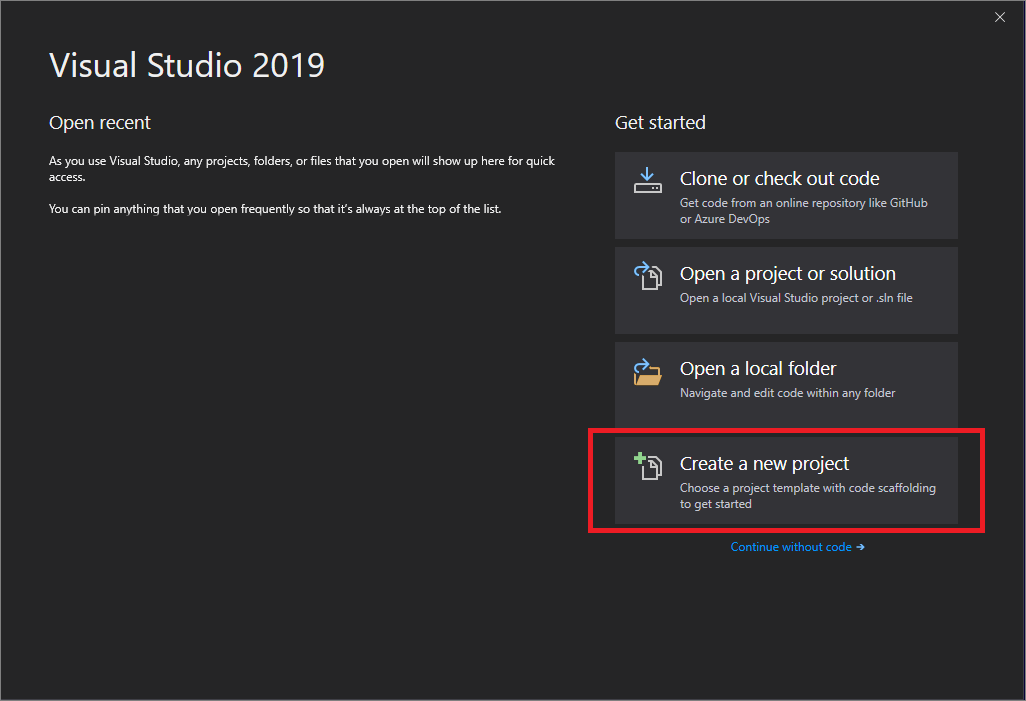 Visual Studio 2019
Open recent
As you use Visual Studio, any projects, folders, or files that you open will show up here for quick
access.
You can pin anything that you open frequently so that it's always at the top of the list.
Get started
Clone or check out code
Get code from an online repository like GitHub
or Azure DevOps
Open a project or solution
Open a local Visual Studio project or .sln file
Open a local folder
Navigate and edit code within any folder
Create a new project
Choose a project template with code scaffolding
to get started
Continue without code →